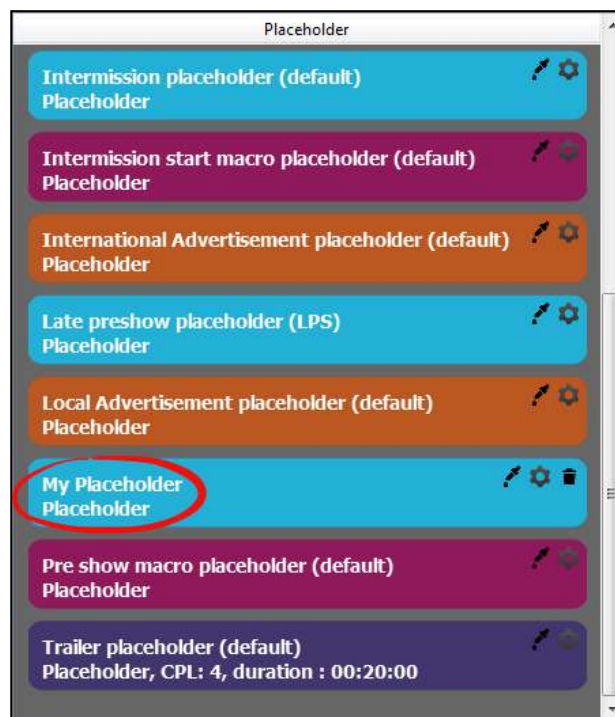 Placeholder
Intermission placeholder (default)
Placeholder
Intermission start macro placeholder (default)
Placeholder
International Advertisement placeholder (default)
Placeholder
Late preshow placeholder (LPS)
Placeholder
Local Advertisement placeholder (default)
Placeholder
My Placeholder
Placeholder
Pre show macro placeholder (default)
Placeholder
Trailer placeholder (default)
Placeholder, CPL: 4, duration : 00:20:00